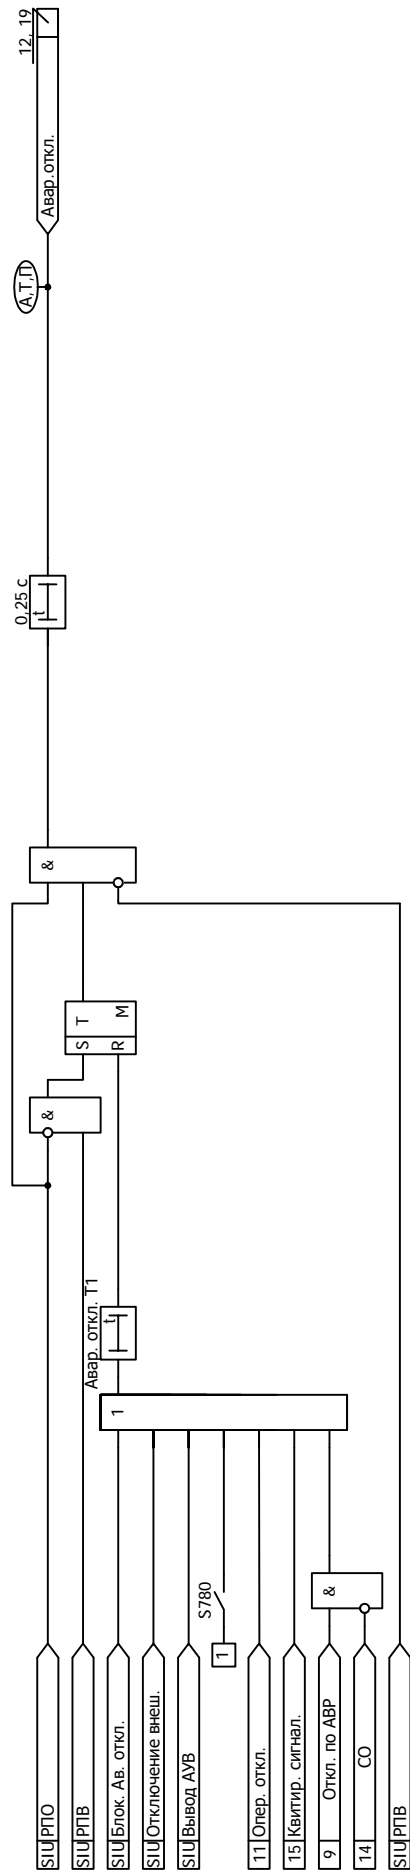 SIU РПО
SIU РПВ
SIU Блок. Ав. откл.
SIU Отключение внеш.
SIU Вывод АУВ
1
S780
11 Опер. откл.
15 Квитир. сигнал.
9 Откл. по АВР
14 СО
SIU РПВ
&
1
Авар. откл. Т1
t
&
S T
R M
&
0,25 с
t
А,Т,П
Авар.откл.
12, 19